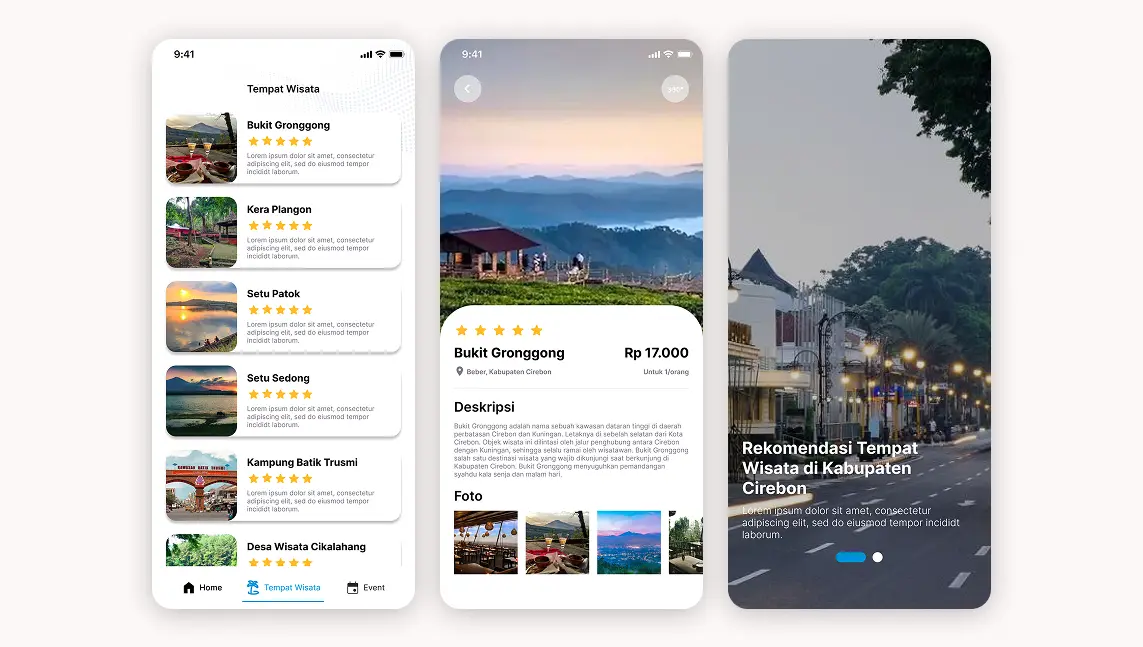 9:41
Tempat Wisata
Bukit Gronggong
Lorem ipsum dolor sit amet, consectetur
adipiscing elit, sed do eiusmod tempor
incididt laborum.
Kera Plangon
Lorem ipsum dolor sit amet, consectetur
adipiscing elit, sed do eiusmod tempor
incididt laborum.
Setu Patok
Lorem ipsum dolor sit amet, consectetur
adipiscing elit, sed do eiusmod tempor
incididt laborum.
Setu Sedong
Lorem ipsum dolor sit amet, consectetur
adipiscing elit, sed do eiusmod tempor
incididt laborum.
Kampung Batik Trusmi
Lorem ipsum dolor sit amet, consectetur
adipiscing elit, sed do eiusmod tempor
incididt laborum.
Desa Wisata Cikalahang
Home
Tempat Wisata
Event
9:41
360°
Bukit Gronggong
Rp 17.000
Beber, Kabupaten Cirebon
Untuk 1/orang
Deskripsi
Bukit Gronggong adalah nama sebuah kawasan dataran tinggi di daerah
perbatasan Cirebon dan Kuningan. Letaknya di sebelah selatan dari Kota
Cirebon. Objek wisata ini dilintasi oleh jalur penghubung antara Cirebon
dengan Kuningan, sehingga selalu ramai oleh wisatawan. Bukit Gronggong
salah satu destinasi wisata yang wajib dikunjungi saat berkunjung di
Kabupaten Cirebon. Bukit Gronggong menyuguhkan pemandangan
syahdu kala senja dan malam hari.
Foto
Rekomendasi Tempat
Wisata di Kabupaten
Cirebon
Lorem ipsum dolor sit amet, consectetur
adipiscing elit, sed do eiusmod tempor incididt
laborum.